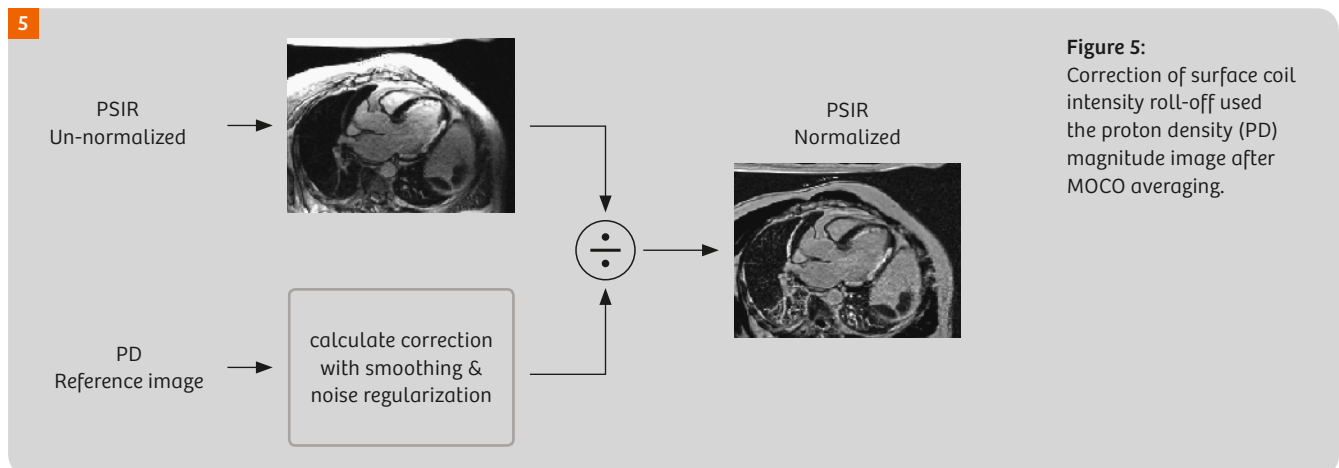 5
PSIR
Un-normalized
PD
Reference image
calculate correction
with smoothing &
noise regularization
PSIR
Normalized
Figure 5:
Correction of surface coil
intensity roll-off used
the proton density (PD)
magnitude image after
MOCO averaging.